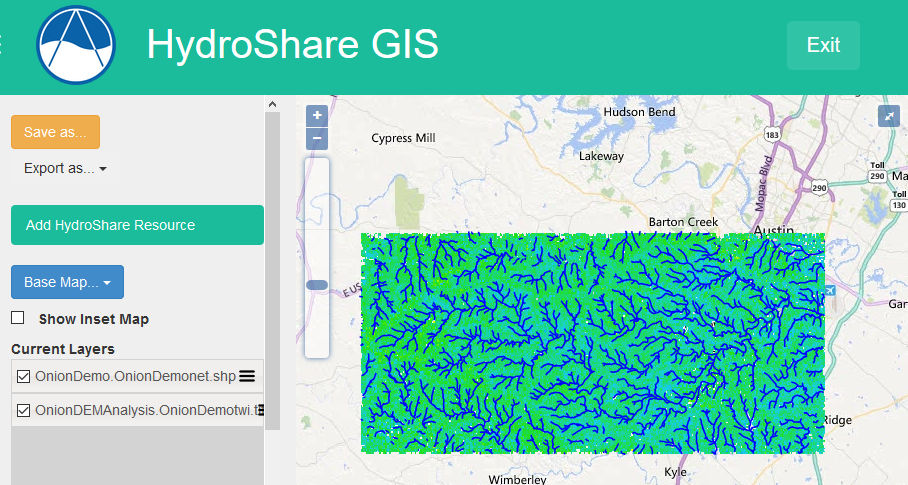 HydroShare GIS
Exit
Save as...
Export as...
Add HydroShare Resource
Base Map...
Show Inset Map
Current Layers
OnionDemo.OnionDemonet.shp
OnionDEMAnalysis.OnionDemotwi.t
+
−
Hudson Bend
Cypress Mill
183
Lakeway
Mopac Blvd
Toll
290
Ma
290
Toll
130
Barton Creek
Austin
E US
Gar
Ridge
Kyle
Wimberley